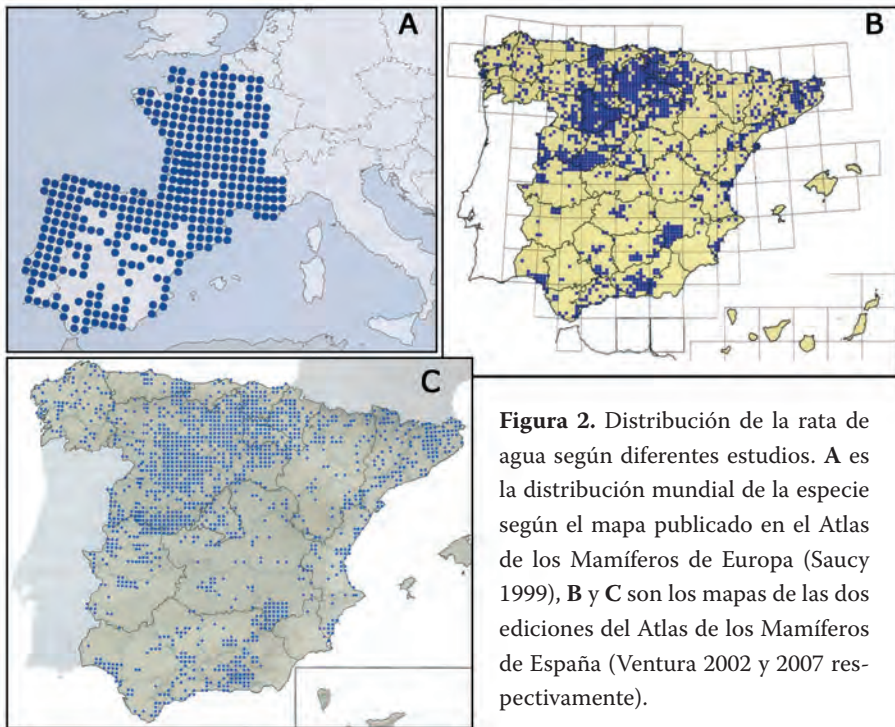 A
B
C
Figura 2. Distribución de la rata de
agua según diferentes estudios. A es
la distribución mundial de la especie
según el mapa publicado en el Atlas
de los Mamíferos de Europa (Saucy
1999), B y C son los mapas de las dos
ediciones del Atlas de los Mamíferos
de España (Ventura 2002 y 2007 res-
pectivamente).